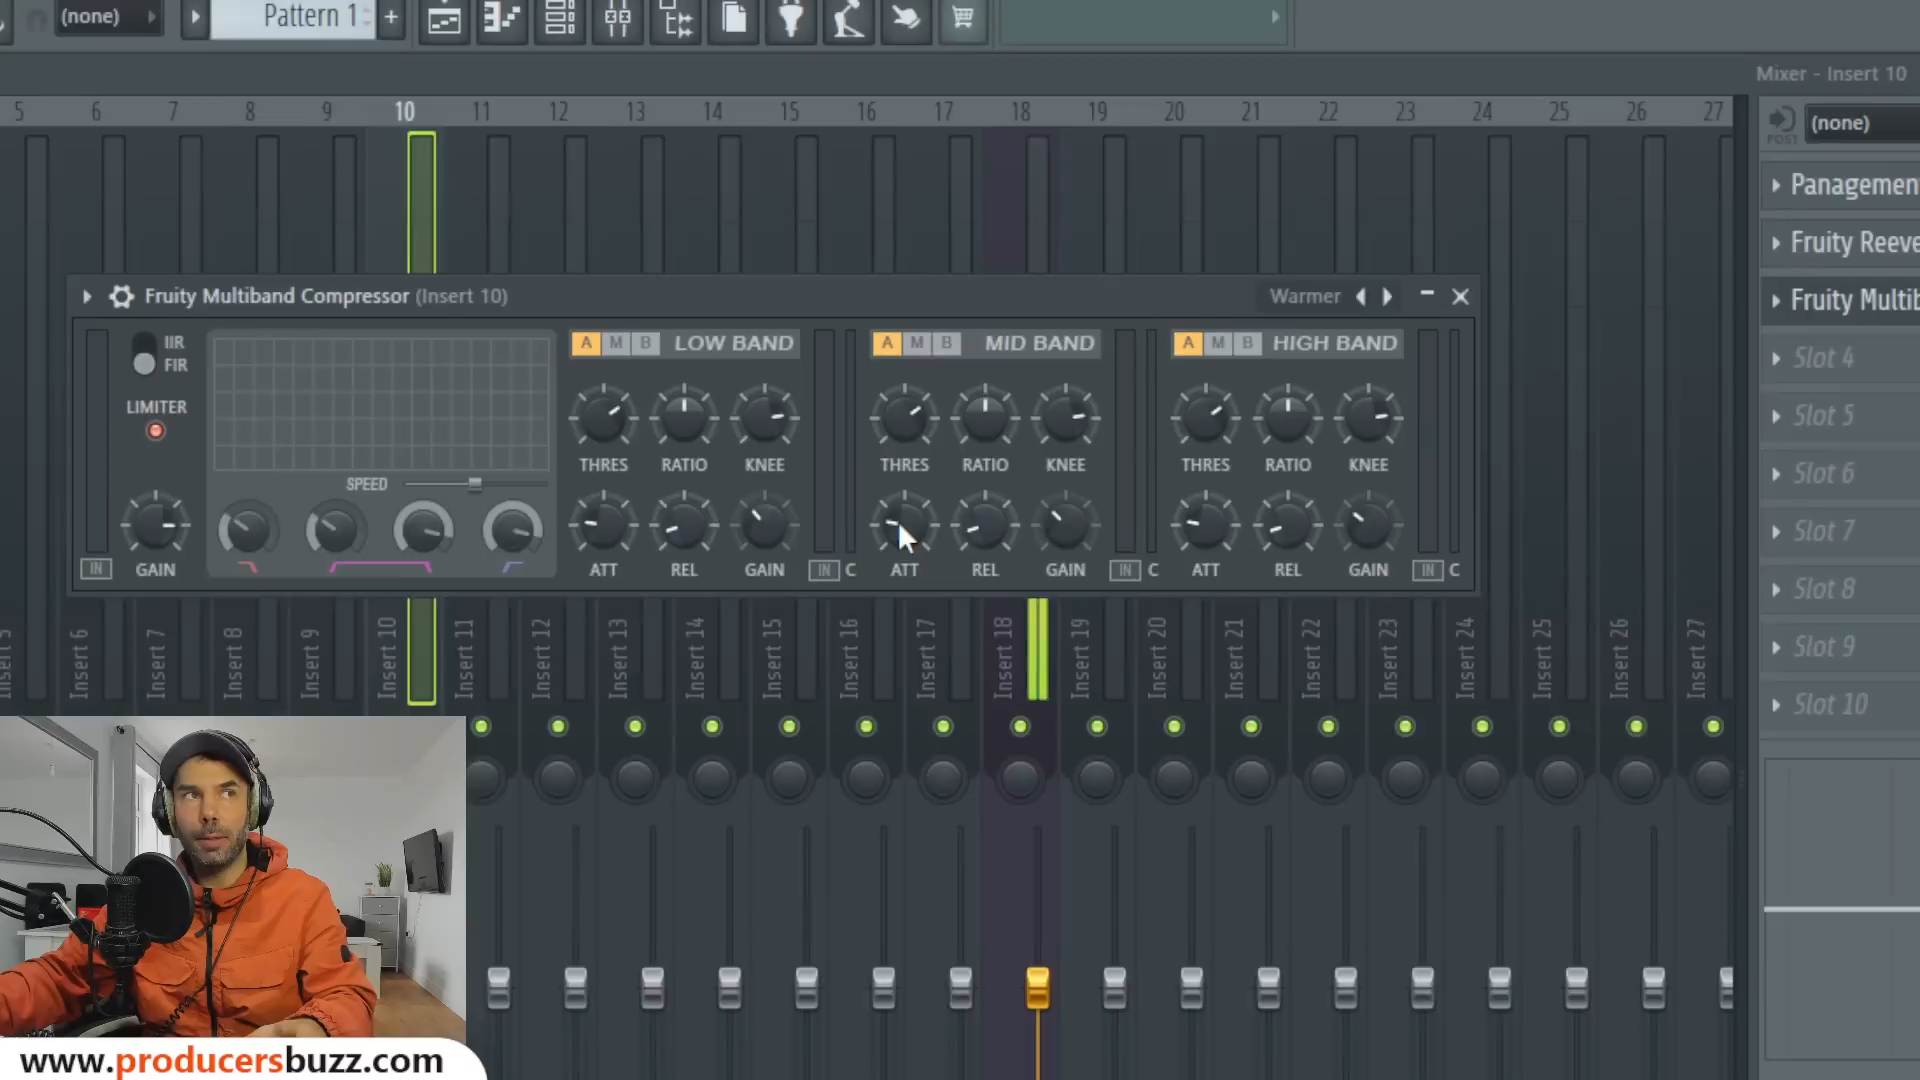 (none)
Pattern 1
+
Mixer - Insert 10
5 6 7 8 9 10 11 12 13 14 15 16 17 18 19 20 21 22 23 24 25 26 27
POST
(none)
Panagemen
Fruity Reeve
Fruity Multib
Slot 4
Slot 5
Slot 6
Slot 7
Slot 8
Slot 9
Slot 10
Fruity Multiband Compressor (Insert 10)
Warmer
IIR
FIR
LIMITER
SPEED
GAIN
IN
A M B LOW BAND
THRES RATIO KNEE
ATT REL GAIN
IN C
A M B MID BAND
THRES RATIO KNEE
ATT REL GAIN
IN C
A M B HIGH BAND
THRES RATIO KNEE
ATT REL GAIN
IN C
Insert 5
Insert 6
Insert 7
Insert 8
Insert 9
Insert 10
Insert 11
Insert 12
Insert 13
Insert 14
Insert 15
Insert 16
Insert 17
Insert 18
Insert 19
Insert 20
Insert 21
Insert 22
Insert 23
Insert 24
Insert 25
Insert 26
Insert 27
www.producersbuzz.com